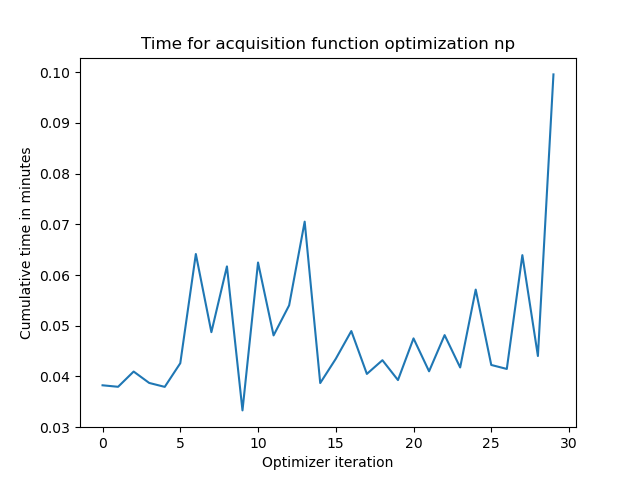 Time for acquisition function optimization np
Cumulative time in minutes
0.10
0.09
0.08
0.07
0.06
0.05
0.04
0.03
0 5 10 15 20 25 30
Optimizer iteration